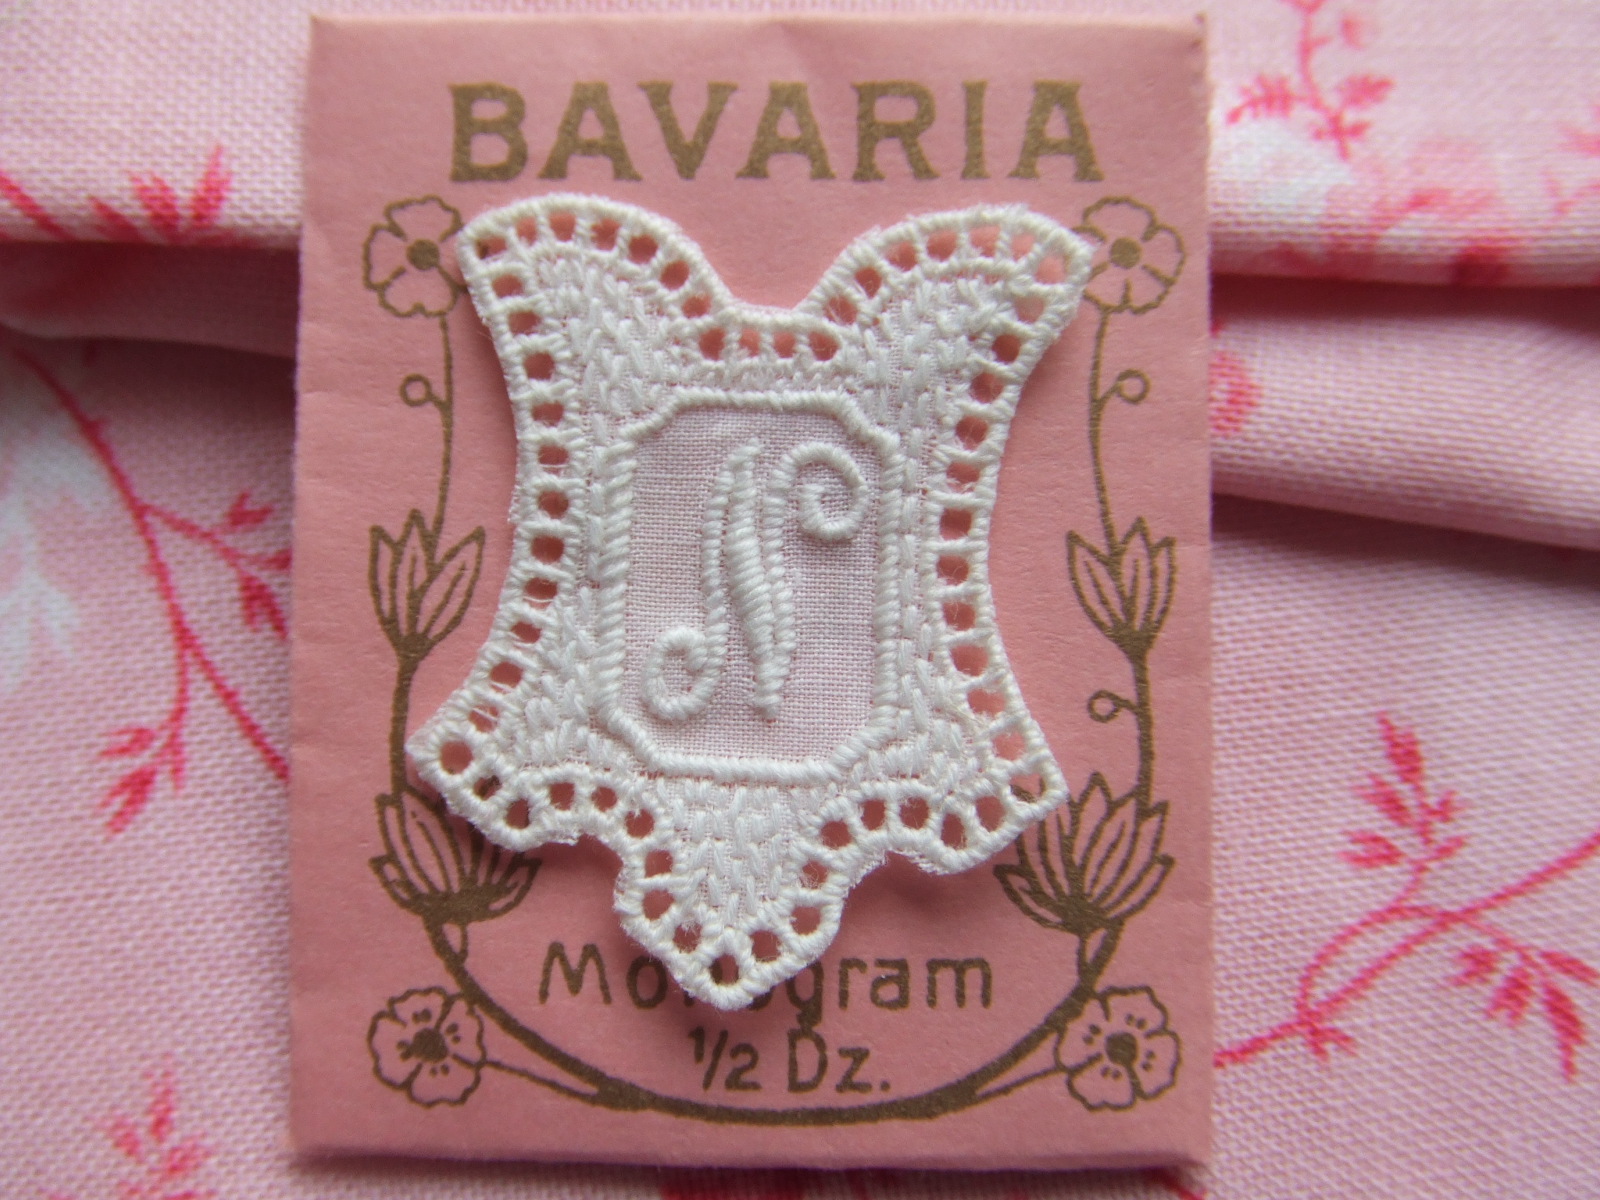 BAVARIA
N
Monogram
1/2 Dz.